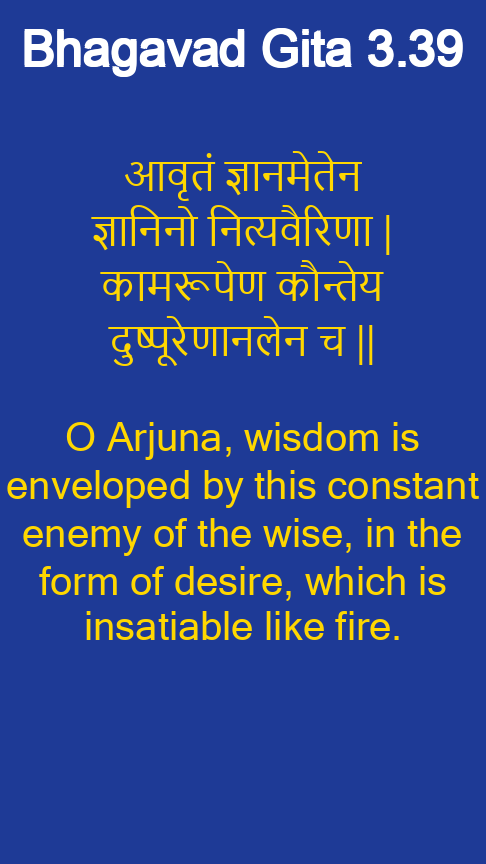 Bhagavad Gita 3.39
आवृतं ज्ञानमेतेन
ज्ञानिनो नित्यवैरिणा |
कामरूपेण कौन्तेय
दुष्पूरेणानलेन च ||
O Arjuna, wisdom is
enveloped by this constant
enemy of the wise, in the
form of desire, which is
insatiable like fire.